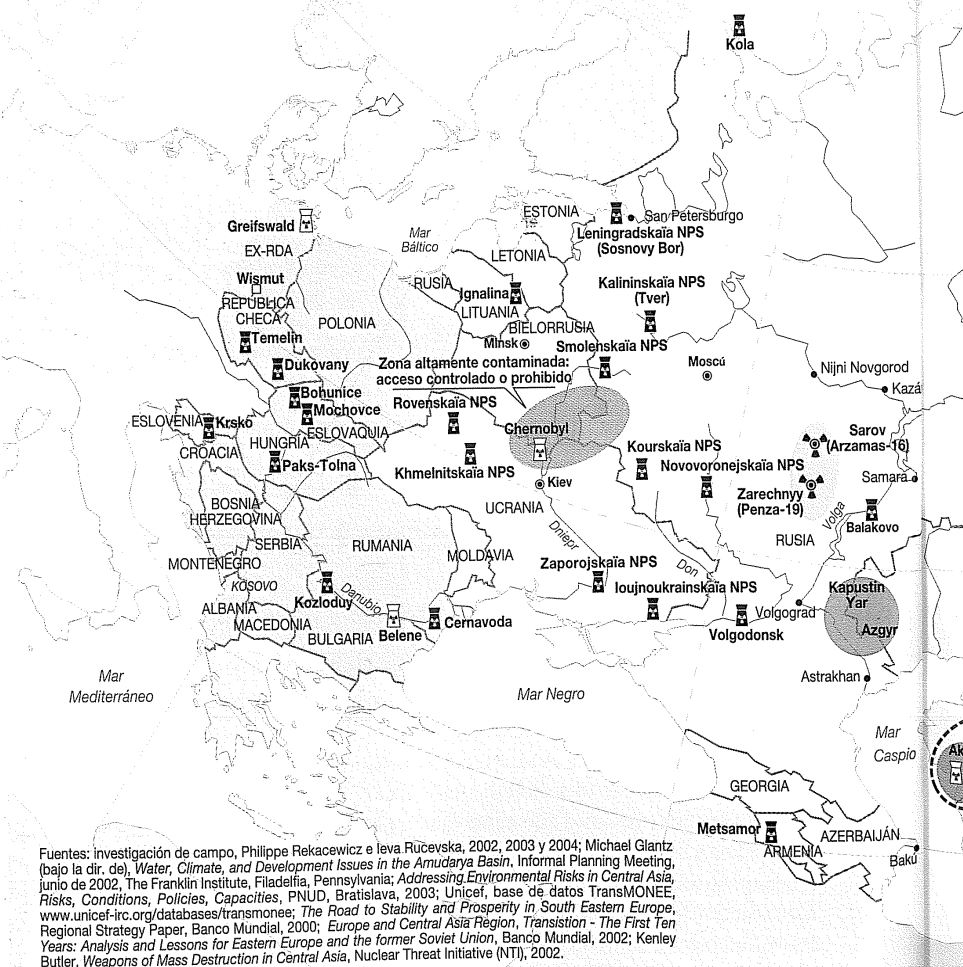 Kola
ESTONIA
San Petersburgo
Leningradskaïa NPS
(Sosnovy Bor)
Greifswald
Mar
Báltico
EX-RDA
LETONIA
Wismut
RUSIA
Ignalina
Kalininskaïa NPS
(Tver)
REPÚBLICA
CHECA
POLONIA
LITUANIA
BIELORRUSIA
Temelin
Minsk
Smolenskaïa NPS
Zona altamente contaminada:
acceso controlado o prohibido
Moscú
Nijni Novgorod
Dukovany
Kazá
Bohunice
Mochovce
Rovenskaïa NPS
ESLOVENIA
Krsko
ESLOVAQUIA
Chernobyl
Sarov
(Arzamas-16)
HUNGRÍA
CROACIA
Kourskaïa NPS
Paks-Tolna
Khmelnitskaïa NPS
Novovoronejskaïa NPS
Samara
Kiev
Zarechnyy
(Penza-19)
BOSNIA
HERZEGOVINA
UCRANIA
Volga
Balakovo
Dniepr
RUSIA
SERBIA
RUMANIA
MOLDAVIA
MONTENEGRO
Zaporojskaïa NPS
Don
KOSOVO
Ioujnoukrainskaïa NPS
Kapustin
Yar
Kozloduy
Danubio
ALBANIA
Volgograd
MACEDONIA
Cernavoda
Azgyr
BULGARIA
Belene
Volgodonsk
Mar
Mediterráneo
Astrakhan
Mar Negro
Mar
Caspio
Ak
GEORGIA
Metsamor
AZERBAIJÁN
ARMENIA
Bakú
Fuentes: investigación de campo, Philippe Rekacewicz e Ieva Rucevska, 2002, 2003 y 2004; Michael Glantz
(bajo la dir. de), Water, Climate, and Development Issues in the Amudarya Basin, Informal Planning Meeting,
junio de 2002, The Franklin Institute, Filadelfia, Pennsylvania; Addressing Environmental Risks in Central Asia,
Risks, Conditions, Policies, Capacities, PNUD, Bratislava, 2003; Unicef, base de datos TransMONEE,
www.unicef-irc.org/databases/transmonee; The Road to Stability and Prosperity in South Eastern Europe,
Regional Strategy Paper, Banco Mundial, 2000; Europe and Central Asia Region, Transistion - The First Ten
Years: Analysis and Lessons for Eastern Europe and the former Soviet Union, Banco Mundial, 2002; Kenley
Butler, Weapons of Mass Destruction in Central Asia, Nuclear Threat Initiative (NTI), 2002.